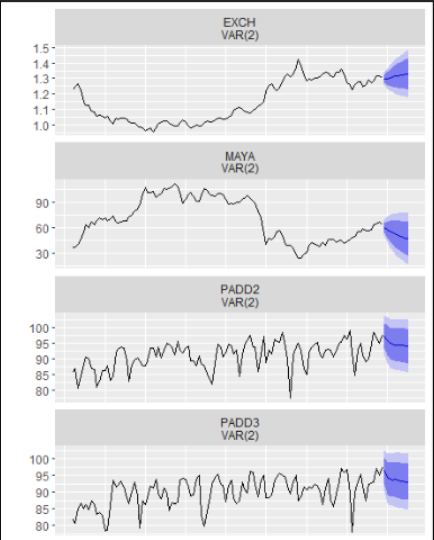 EXCH
VAR(2)
1.5
1.4
1.3
1.2
1.1
1.0
MAYA
VAR(2)
90
60
30
PADD2
VAR(2)
100
95
90
85
80
PADD3
VAR(2)
100
95
90
85
80